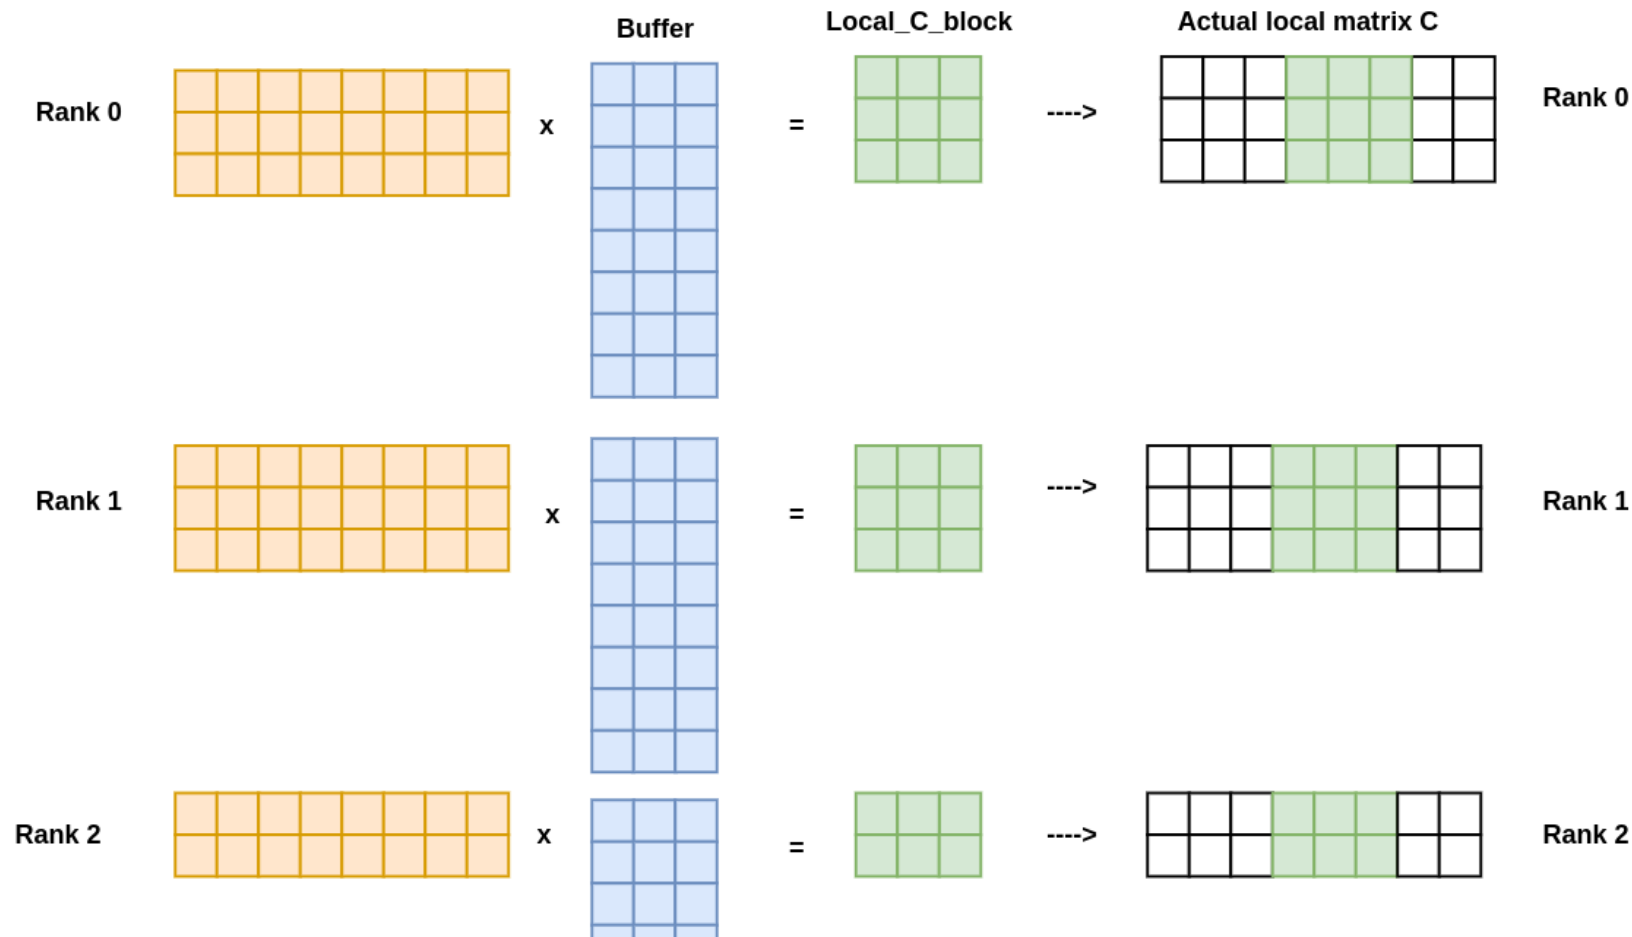 Buffer
Local_C_block
Actual local matrix C
Rank 0
x
=
---->
Rank 0
Rank 1
x
=
---->
Rank 1
Rank 2
x
=
---->
Rank 2